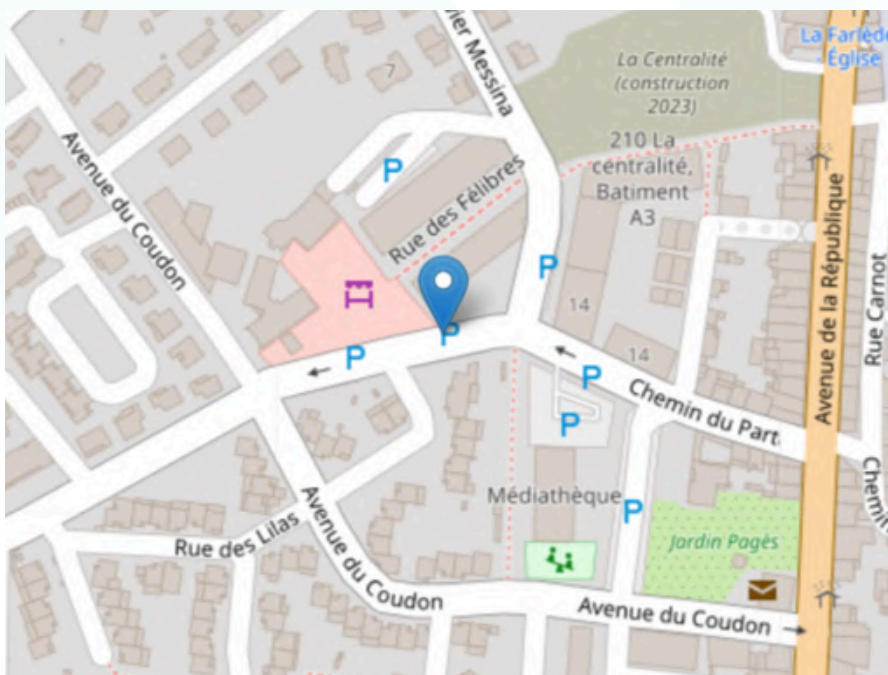 La Farlède
- Église
La Centralité
(construction
2023)
ier Messina
7
210 La
centralité,
Batiment
A3
Avenue du Coudon
P
Rue des Félibres
Avenue de la République
Rue Carnot
P
14
P
P
14
P
Chemin du Part
P
Médiathèque
Avenue du Coudon
P
Rue des Lilas
Jardin Pagès
Avenue du Coudon